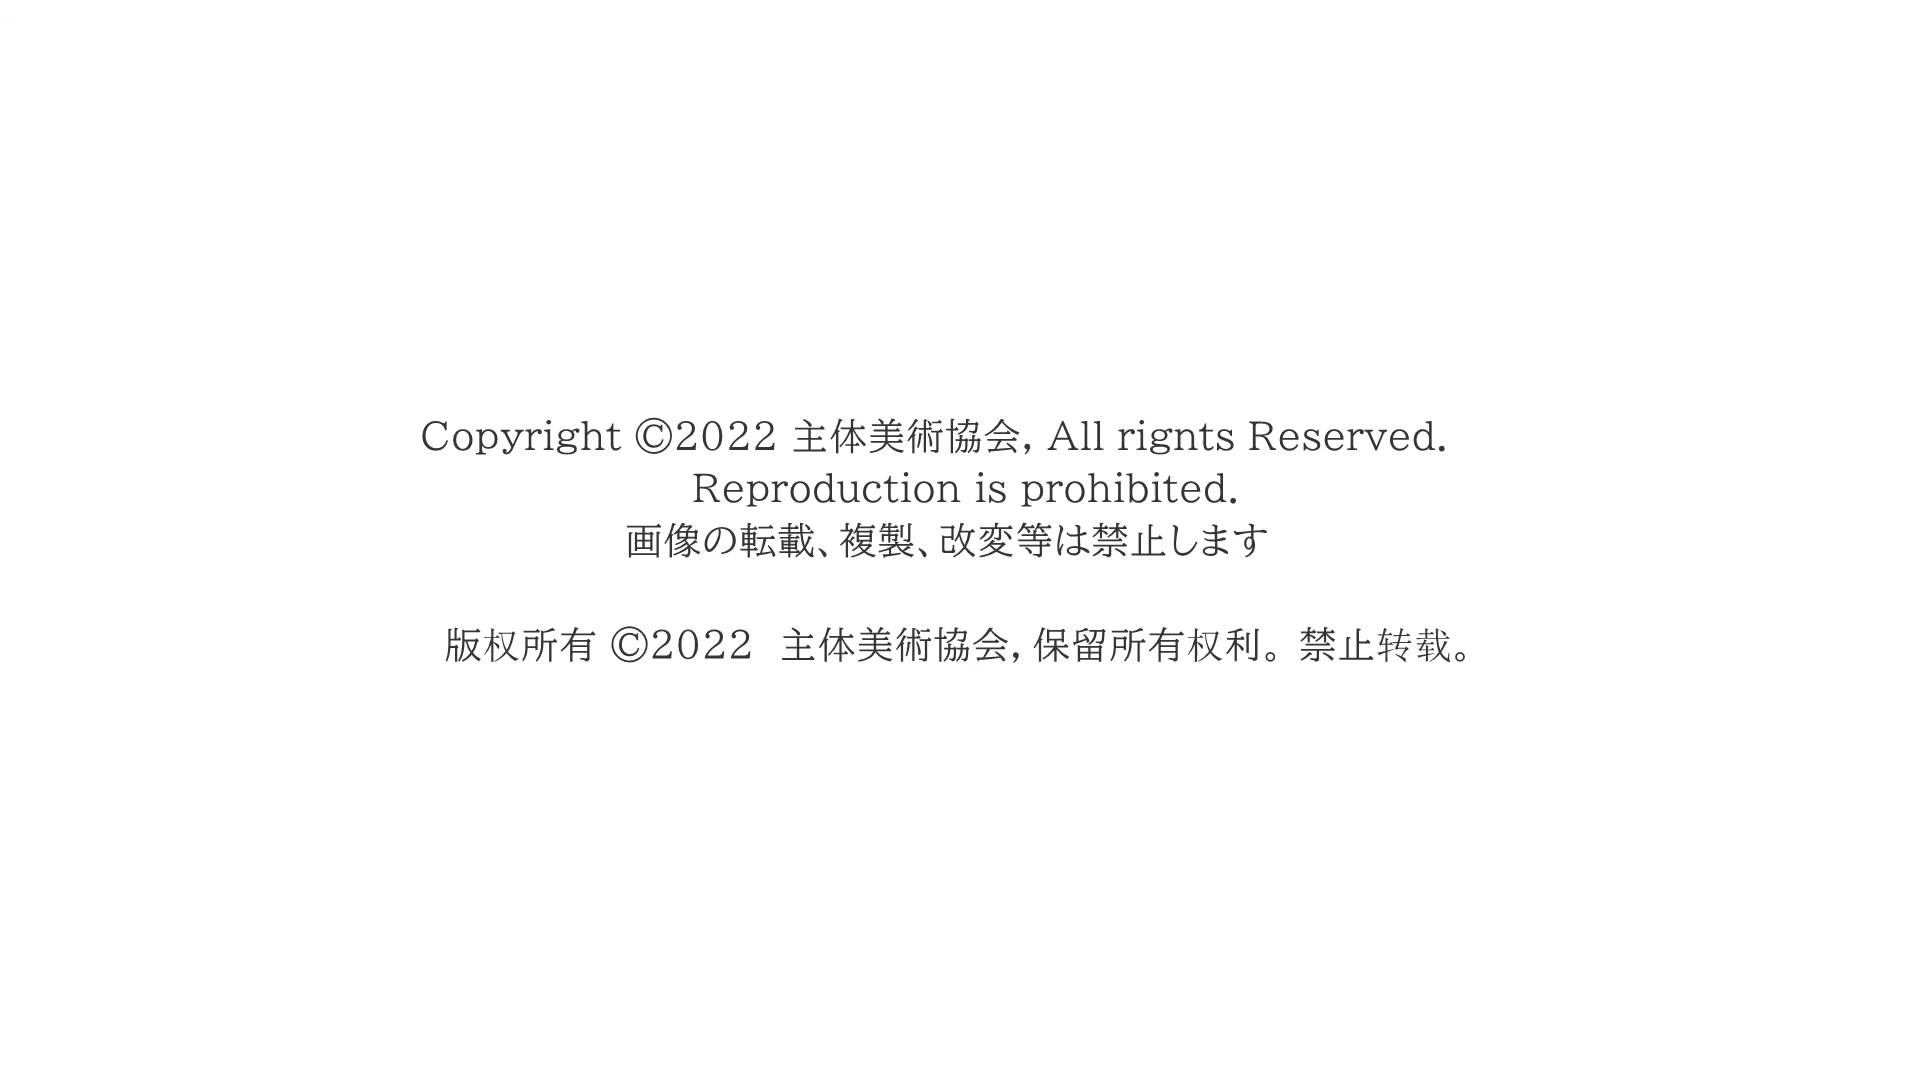 Copyright ©2022 主体美術協会, All rignts Reserved.
Reproduction is prohibited.
画像の転載、複製、改変等は禁止します
版权所有 ©2022 主体美術協会, 保留所有权利。禁止转载。